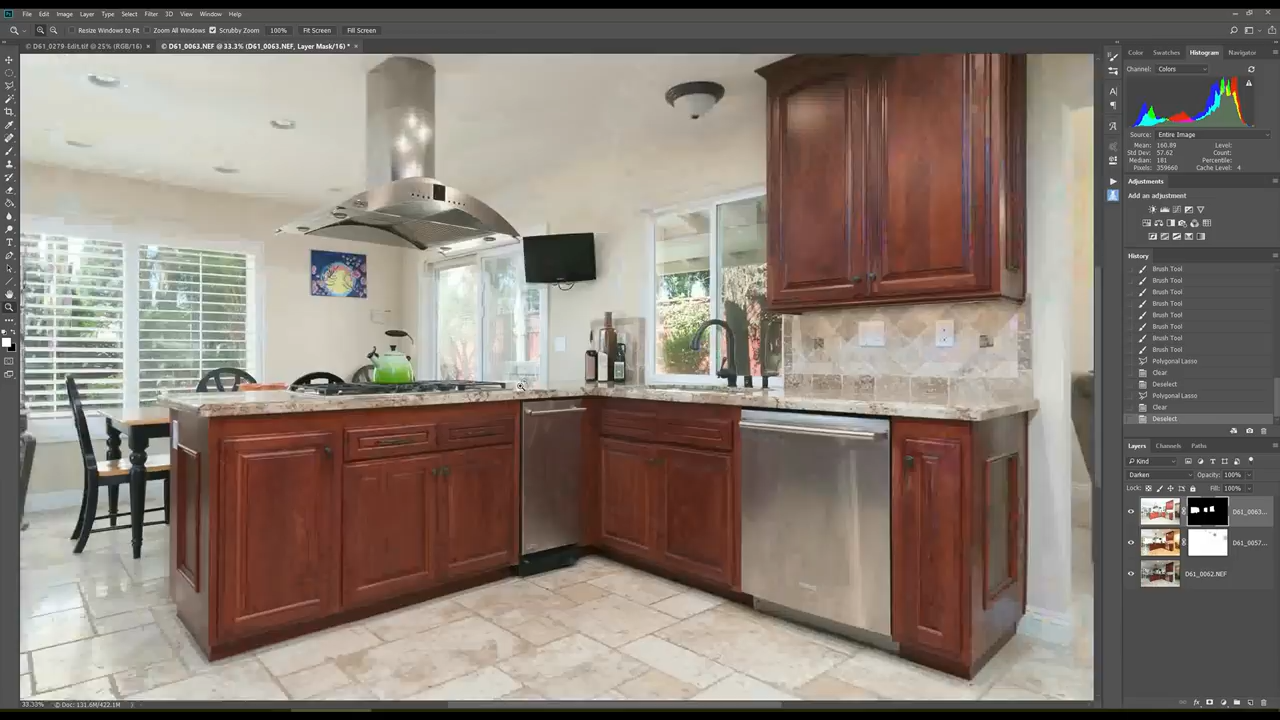 File Edit Image Layer Type Select Filter 3D View Window Help
Resize Windows to Fit Zoom All Windows Scrubby Zoom 100% Fit Screen Fill Screen
D61_0279-Edit.tif @ 25% (RGB/16) × D61_0063.NEF @ 33.3% (D61_0063.NEF, Layer Mask/16) * ×
Color Swatches Histogram Navigator
Channel: Colors
Source: Entire Image
Mean: 160.89 Level:
Std Dev: 57.62 Count:
Median: 181 Percentile:
Pixels: 359660 Cache Level: 4
Adjustments
Add an adjustment
History
Brush Tool
Brush Tool
Brush Tool
Brush Tool
Brush Tool
Brush Tool
Brush Tool
Brush Tool
Polygonal Lasso
Clear
Deselect
Polygonal Lasso
Clear
Deselect
Layers Channels Paths
Kind
Darken Opacity: 100%
Lock: Fill: 100%
D61_0063...
D61_0057...
D61_0062.NEF
33.33% Doc: 131.6M/422.1M